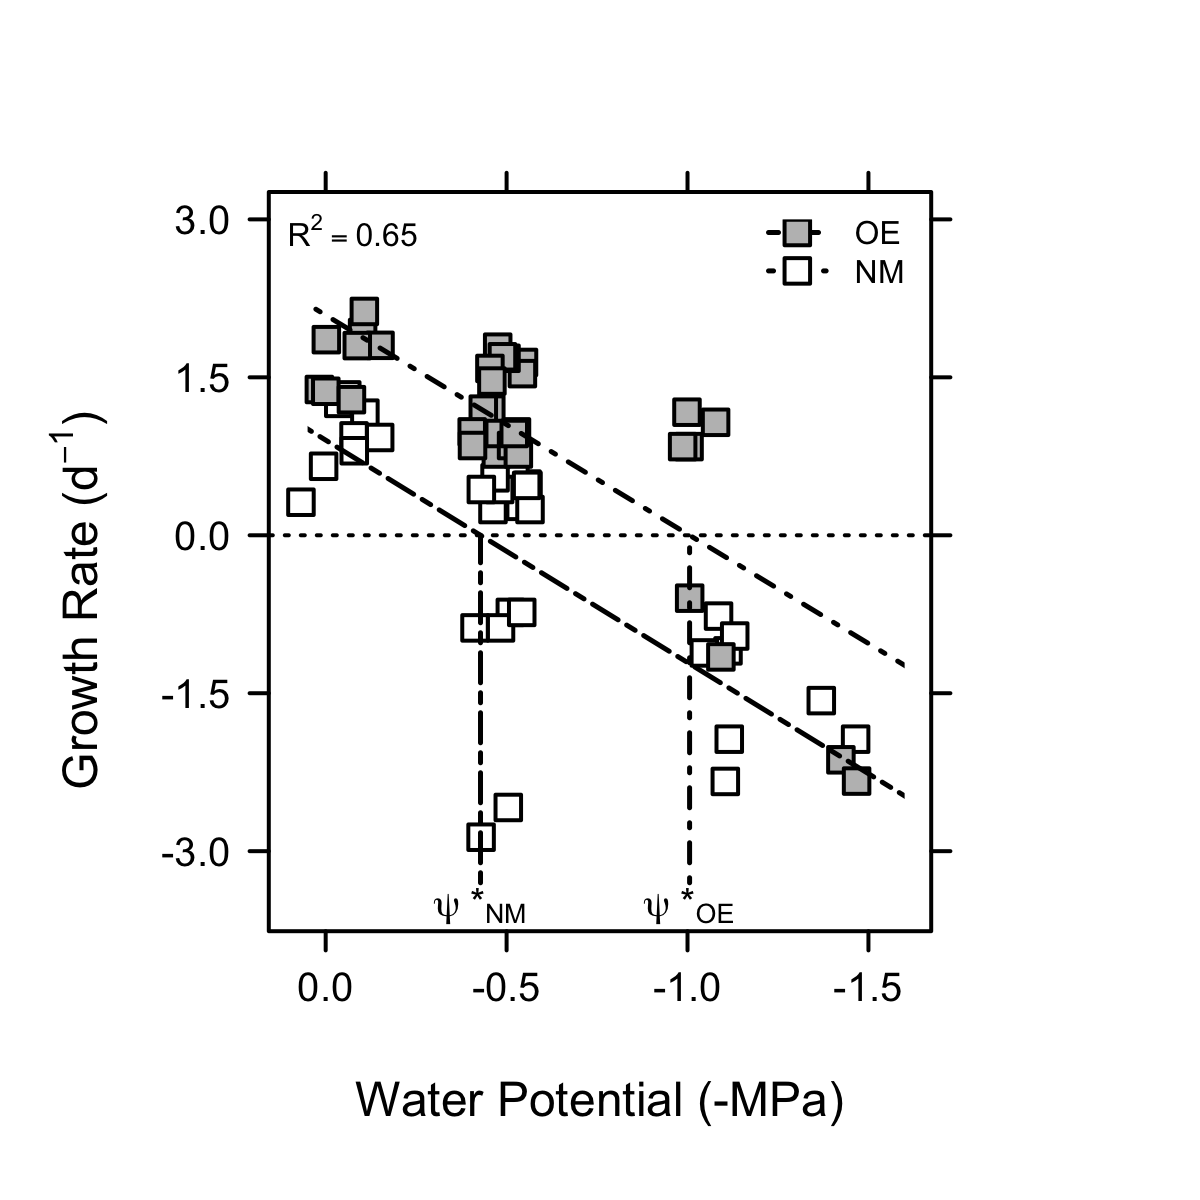 R² = 0.65
OE
NM
3.0
1.5
0.0
-1.5
-3.0
Growth Rate (d⁻¹)
ψ*NM
ψ*OE
0.0 -0.5 -1.0 -1.5
Water Potential (-MPa)